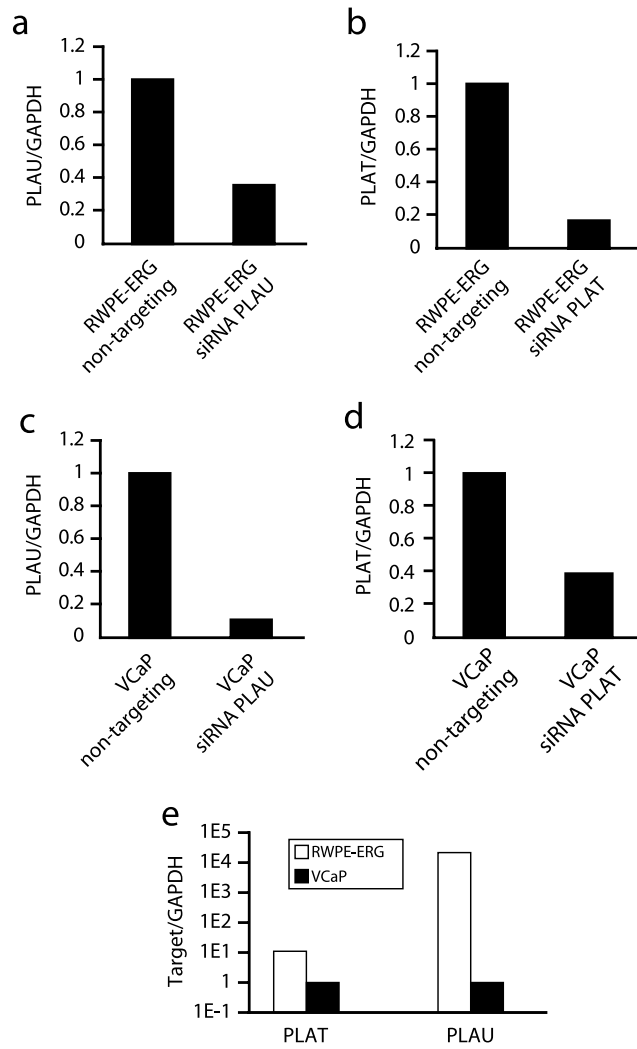 a
PLAU/GAPDH
1.2
1
0.8
0.6
0.4
0.2
0
RWPE-ERG
non-targeting
RWPE-ERG
siRNA PLAU
b
PLAT/GAPDH
1.2
1
0.8
0.6
0.4
0.2
0
RWPE-ERG
non-targeting
RWPE-ERG
siRNA PLAT
c
PLAU/GAPDH
1.2
1
0.8
0.6
0.4
0.2
0
VCaP
non-targeting
VCaP
siRNA PLAU
d
PLAT/GAPDH
1.2
1
0.8
0.6
0.4
0.2
0
VCaP
non-targeting
VCaP
siRNA PLAT
e
Target/GAPDH
1E5
1E4
1E3
1E2
1E1
1
1E-1
RWPE-ERG
VCaP
PLAT
PLAU